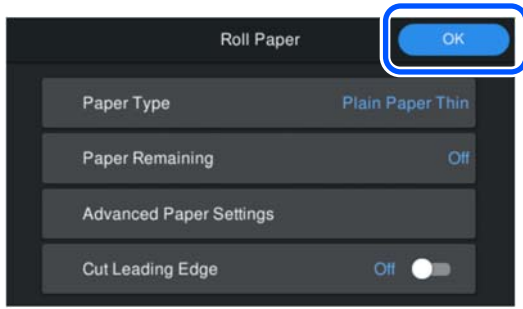 Roll Paper OK
Paper Type Plain Paper Thin
Paper Remaining Off
Advanced Paper Settings
Cut Leading Edge Off